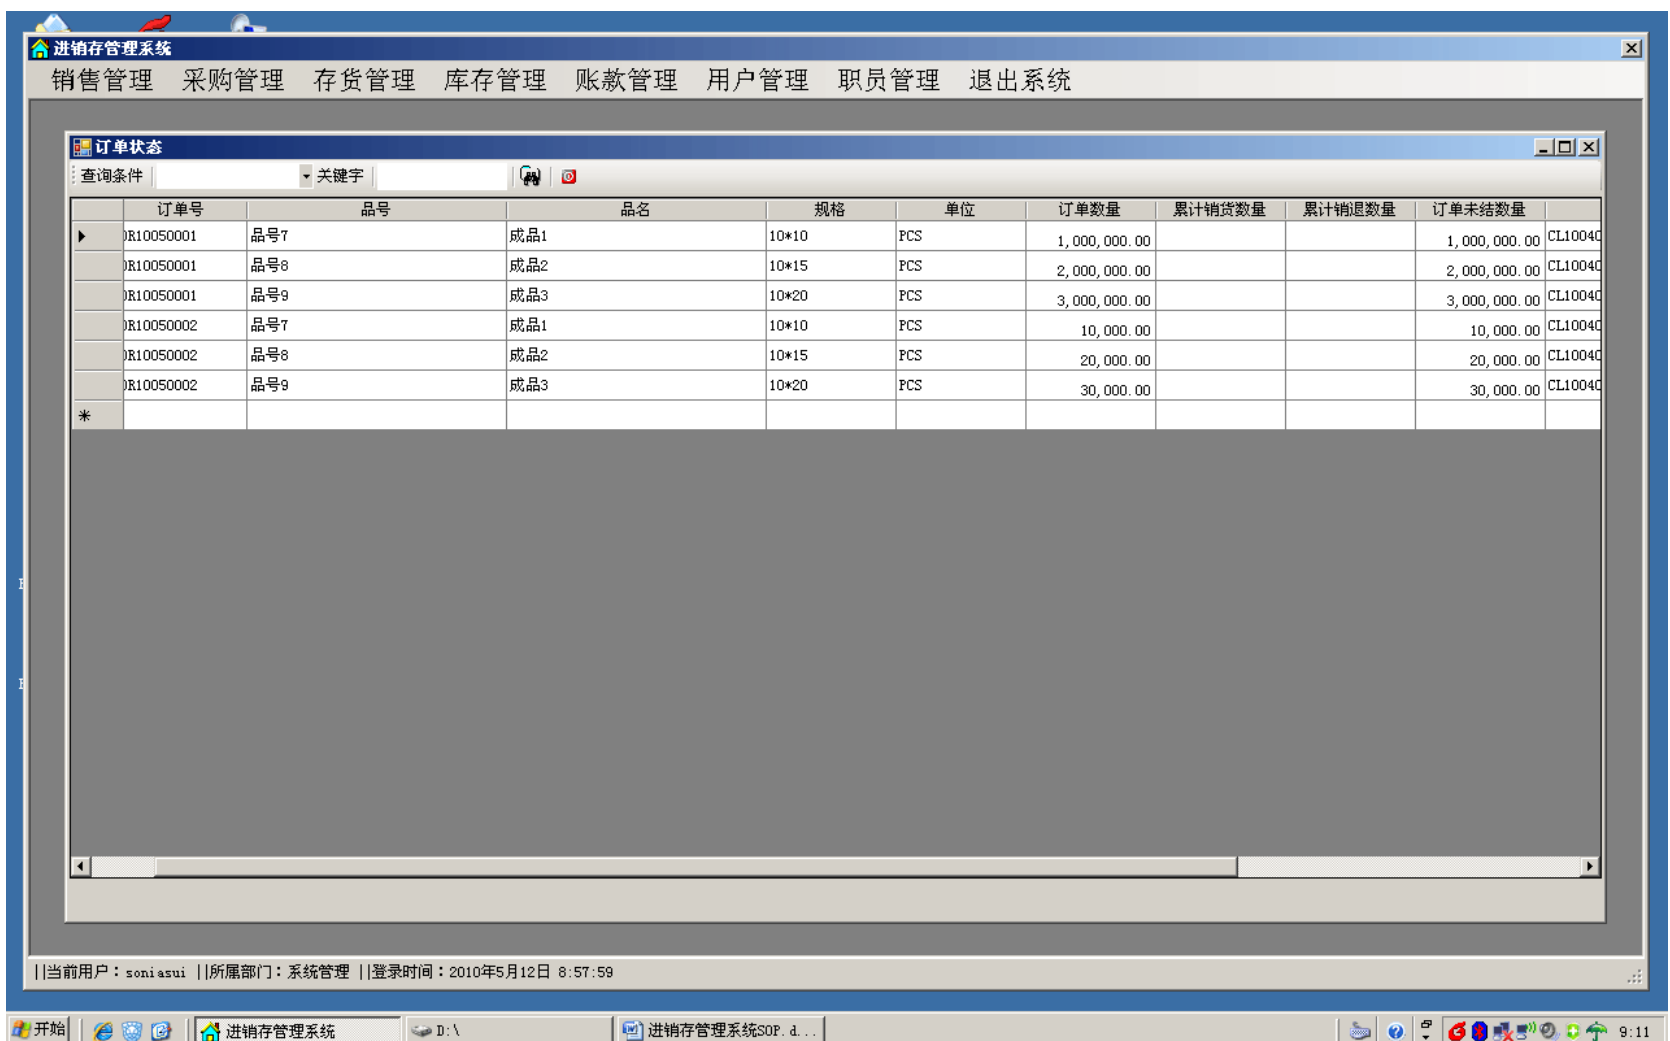 进销存管理系统
销售管理 采购管理 存货管理 库存管理 账款管理 用户管理 职员管理 退出系统
订单状态
查询条件 关键字
订单号 品号 品名 规格 单位 订单数量 累计销货数量 累计销退数量 订单未结数量
R10050001 品号7 成品1 10*10 PCS 1,000,000.00 1,000,000.00 CL10040
R10050001 品号8 成品2 10*15 PCS 2,000,000.00 2,000,000.00 CL10040
R10050001 品号9 成品3 10*20 PCS 3,000,000.00 3,000,000.00 CL10040
R10050002 品号7 成品1 10*10 PCS 10,000.00 10,000.00 CL10040
R10050002 品号8 成品2 10*15 PCS 20,000.00 20,000.00 CL10040
R10050002 品号9 成品3 10*20 PCS 30,000.00 30,000.00 CL10040
||当前用户：soniasui ||所属部门：系统管理 ||登录时间：2010年5月12日 8:57:59
开始 进销存管理系统 D:\ 进销存管理系统SOP.d... 9:11